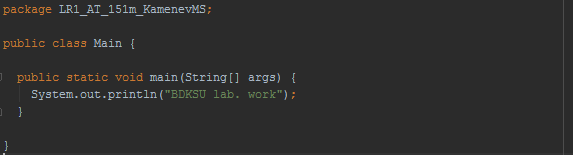 package LR1_AT_151m_KamenevMS;
public class Main {
public static void main(String[] args) {
System.out.println("BDKSU lab. work");
}
}